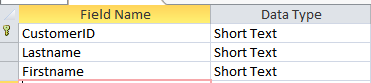 Field Name Data Type
CustomerID Short Text
Lastname Short Text
Firstname Short Text